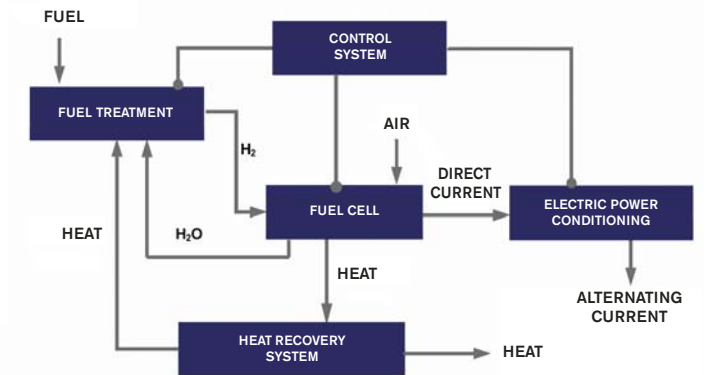 FUEL
CONTROL
SYSTEM
FUEL TREATMENT
AIR
H₂
DIRECT
CURRENT
FUEL CELL
ELECTRIC POWER
CONDITIONING
HEAT
H₂O
HEAT
ALTERNATING
CURRENT
HEAT RECOVERY
SYSTEM
HEAT